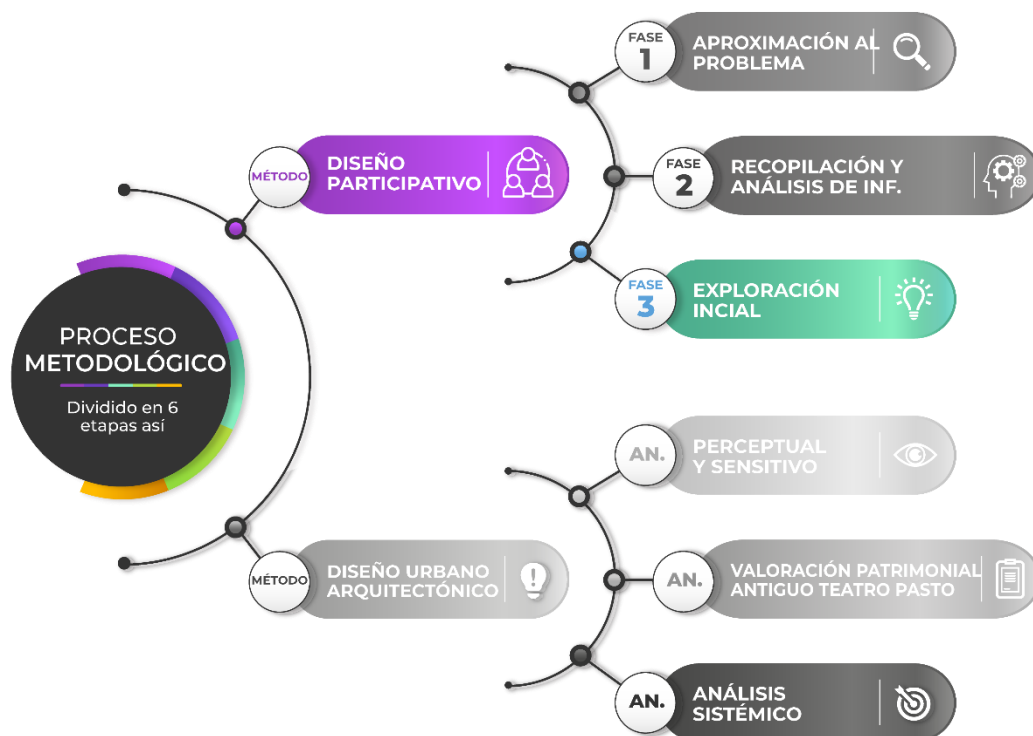 PROCESO
METODOLÓGICO
Dividido en 6
etapas así
MÉTODO
DISEÑO
PARTICIPATIVO
FASE
1
APROXIMACIÓN AL
PROBLEMA
FASE
2
RECOPILACIÓN Y
ANÁLISIS DE INF.
FASE
3
EXPLORACIÓN
INCIAL
MÉTODO
DISEÑO URBANO
ARQUITECTÓNICO
AN.
PERCEPTUAL
Y SENSITIVO
AN.
VALORACIÓN PATRIMONIAL
ANTIGUO TEATRO PASTO
AN.
ANÁLISIS
SISTÉMICO